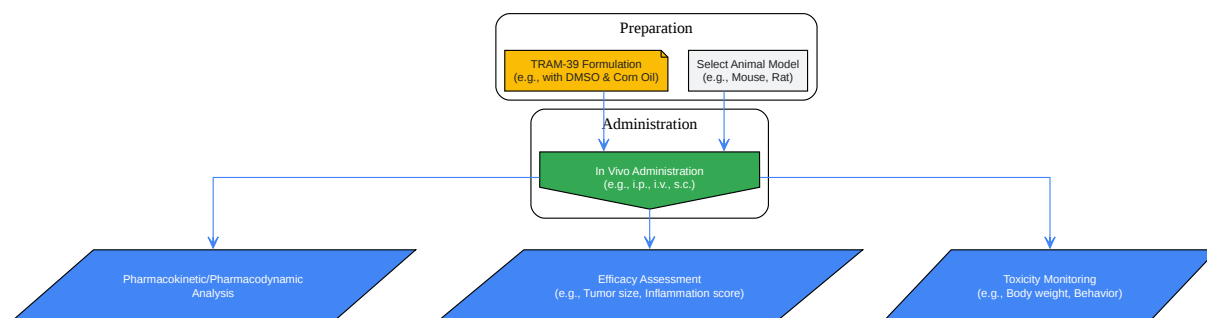 Preparation
TRAM-39 Formulation
(e.g., with DMSO & Corn Oil)
Select Animal Model
(e.g., Mouse, Rat)
Administration
In Vivo Administration
(e.g., i.p., i.v., s.c.)
Pharmacokinetic/Pharmacodynamic
Analysis
Efficacy Assessment
(e.g., Tumor size, Inflammation score)
Toxicity Monitoring
(e.g., Body weight, Behavior)